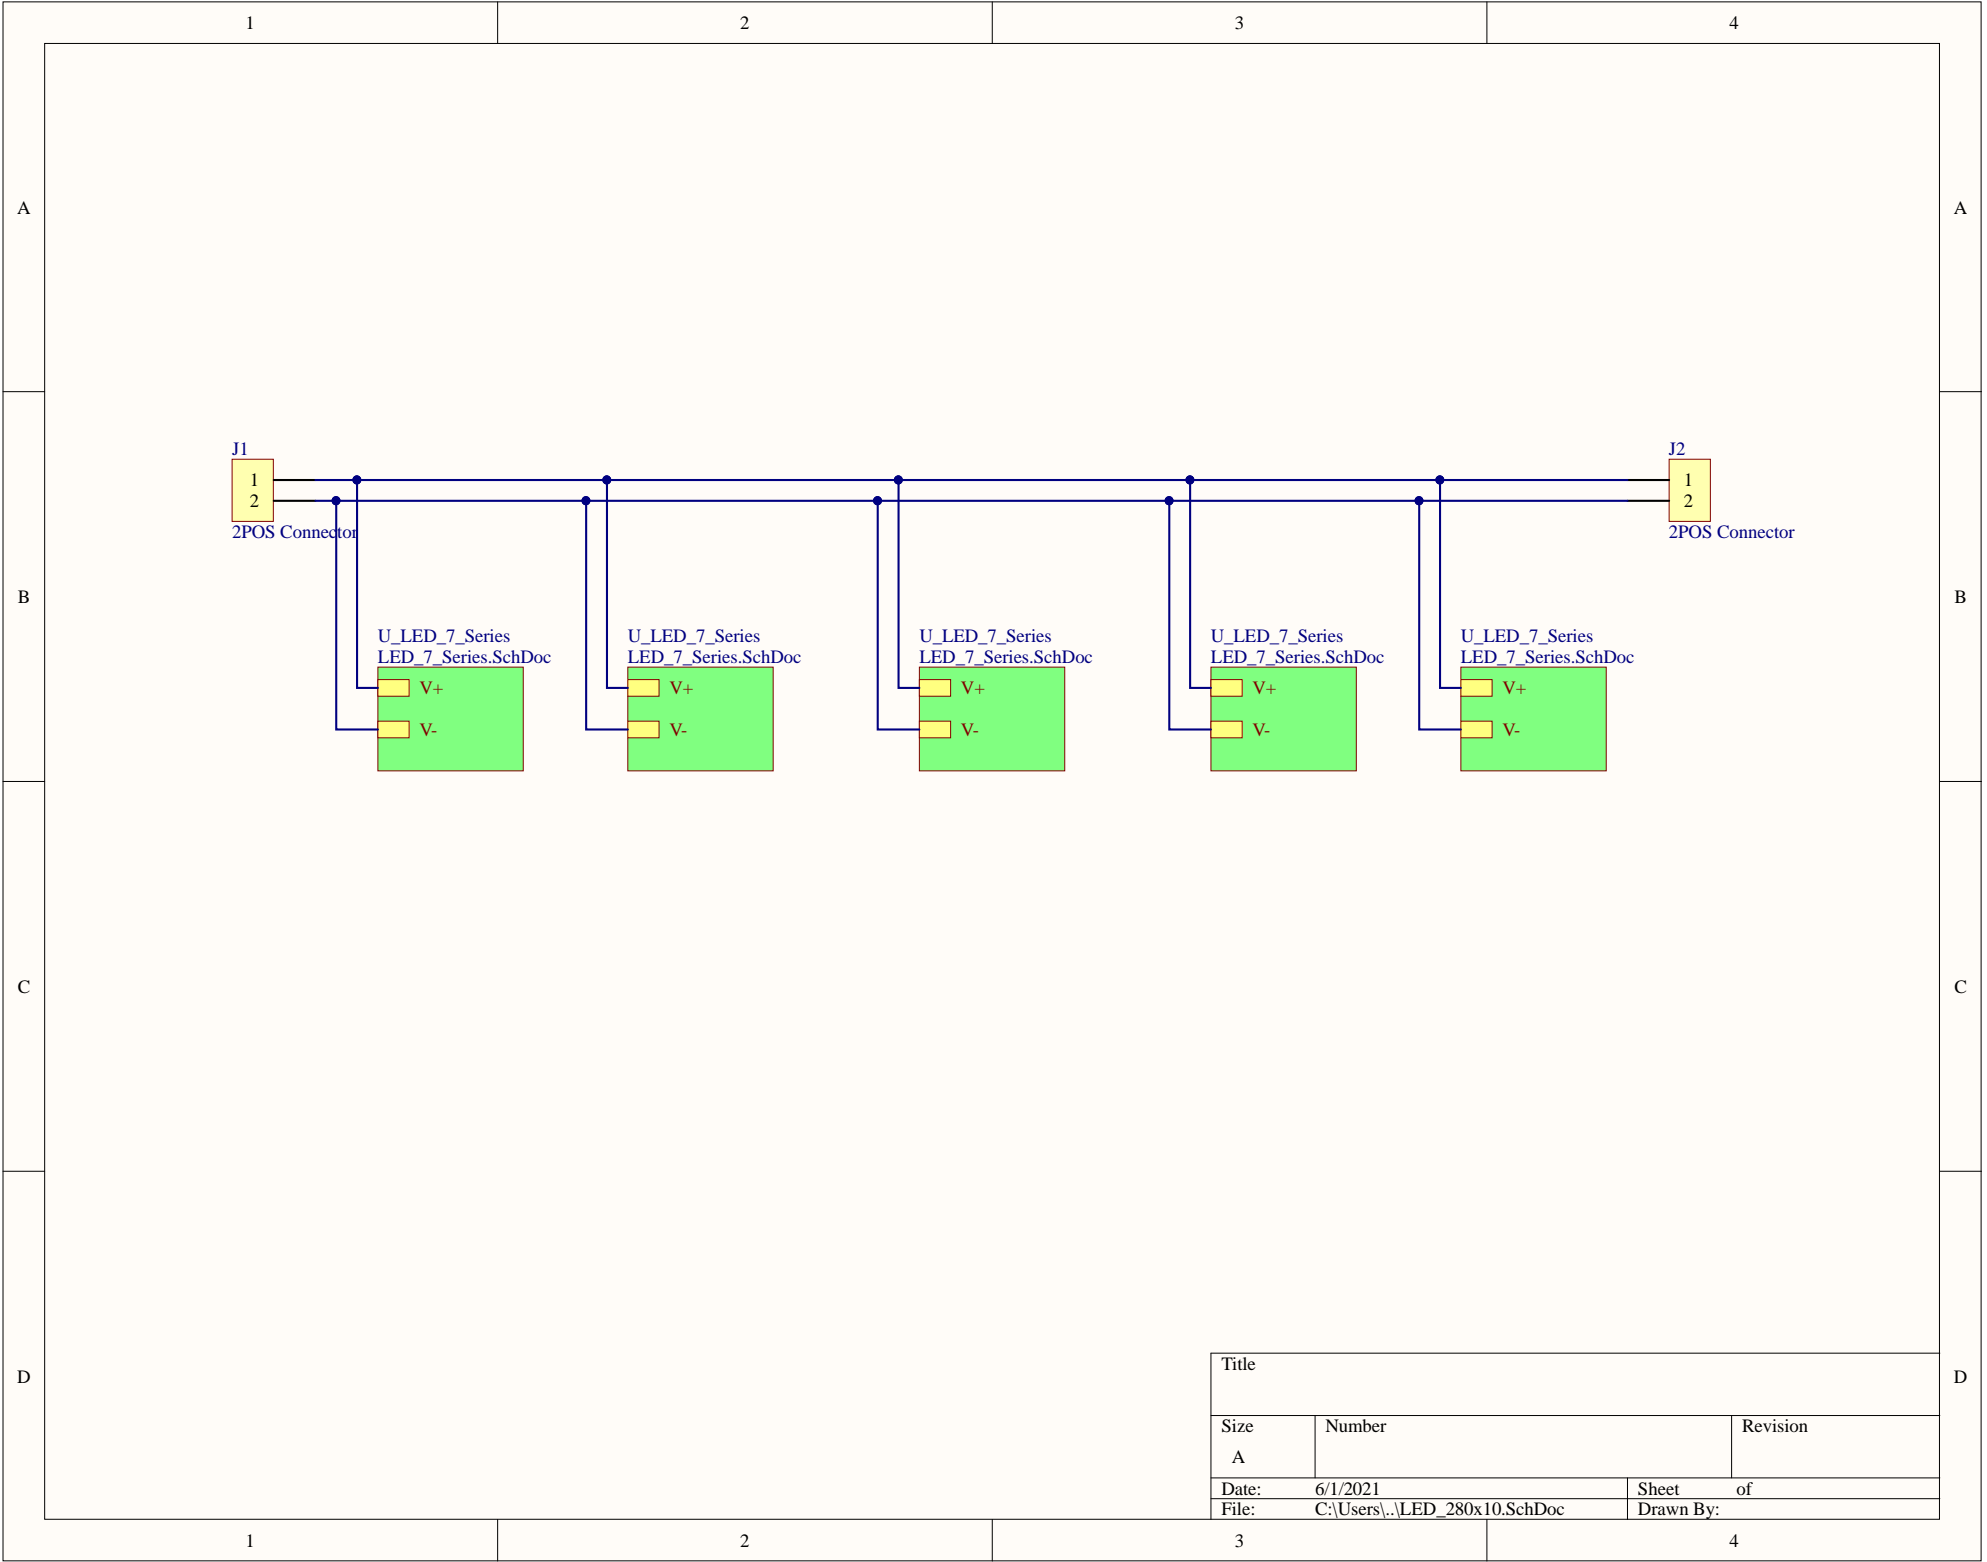 1 2 3 4
A A
J1 J2
1 1
2 2
2POS Connector 2POS Connector
B B
U_LED_7_Series U_LED_7_Series U_LED_7_Series U_LED_7_Series U_LED_7_Series
LED_7_Series.SchDoc LED_7_Series.SchDoc LED_7_Series.SchDoc LED_7_Series.SchDoc LED_7_Series.SchDoc
V+ V+ V+ V+ V+
V- V- V- V- V-
C C
Title
D D
Size Number Revision
A
Date: 6/1/2021 Sheet of
File: C:\Users\..\LED_280x10.SchDoc Drawn By:
1 2 3 4